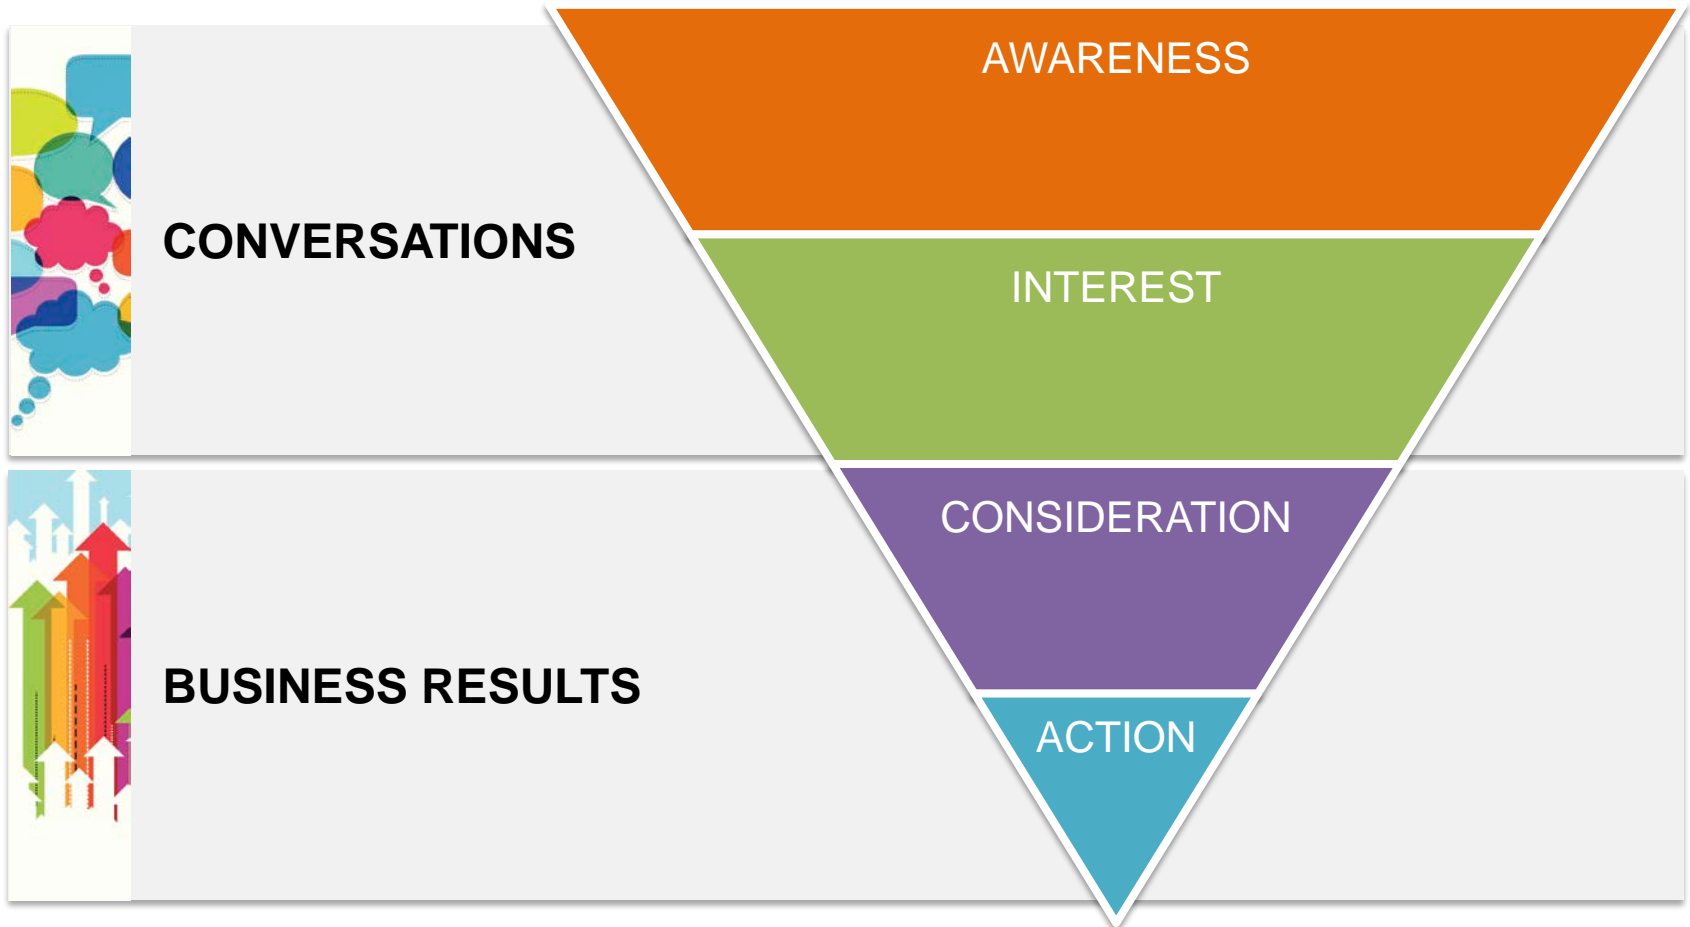 AWARENESS
CONVERSATIONS
INTEREST
CONSIDERATION
BUSINESS RESULTS
ACTION